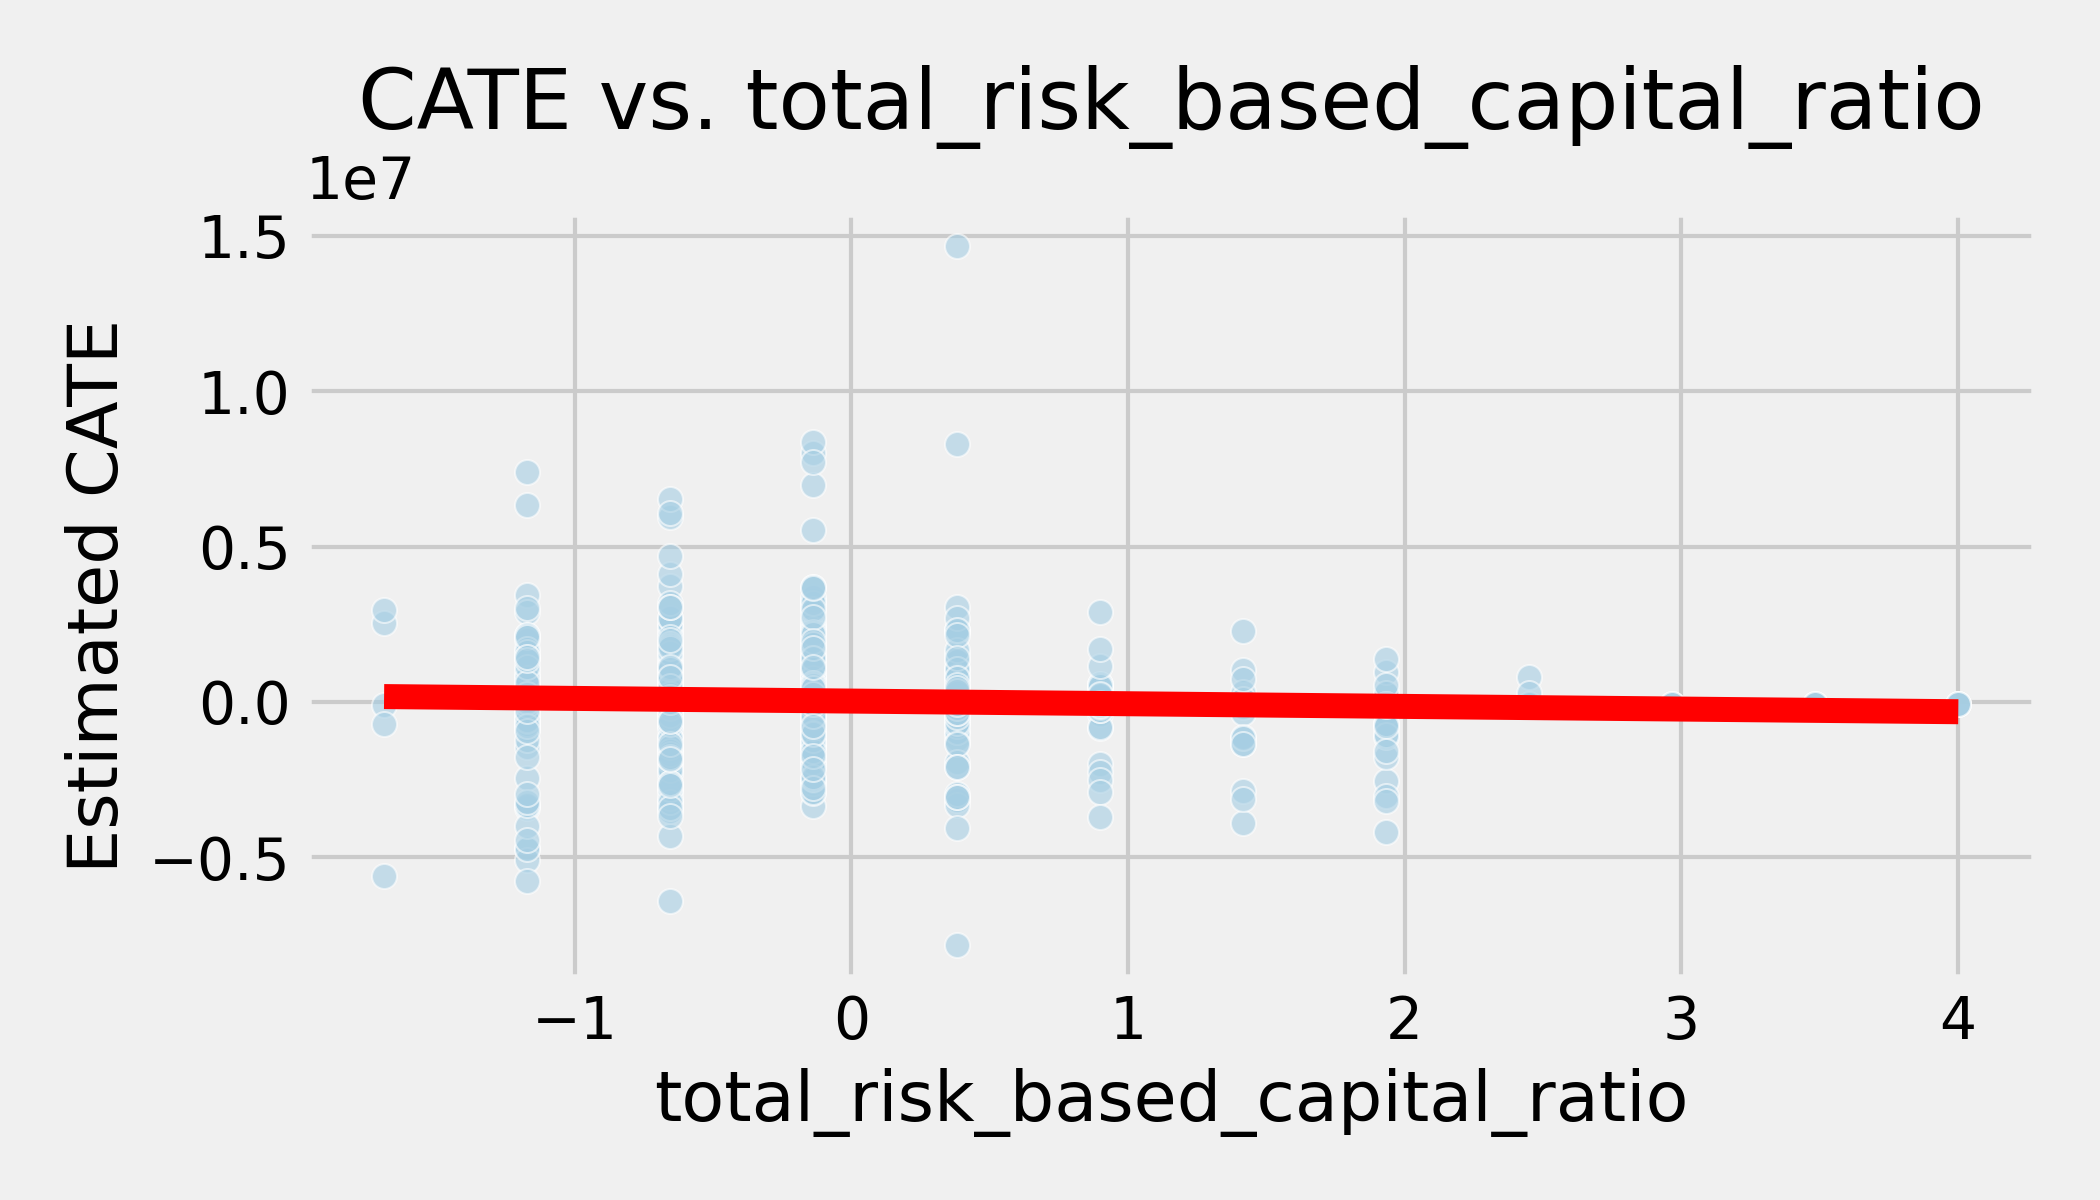 CATE vs. total_risk_based_capital_ratio
1e7
1.5
1.0
0.5
0.0
−0.5
Estimated CATE
−1 0 1 2 3 4
total_risk_based_capital_ratio